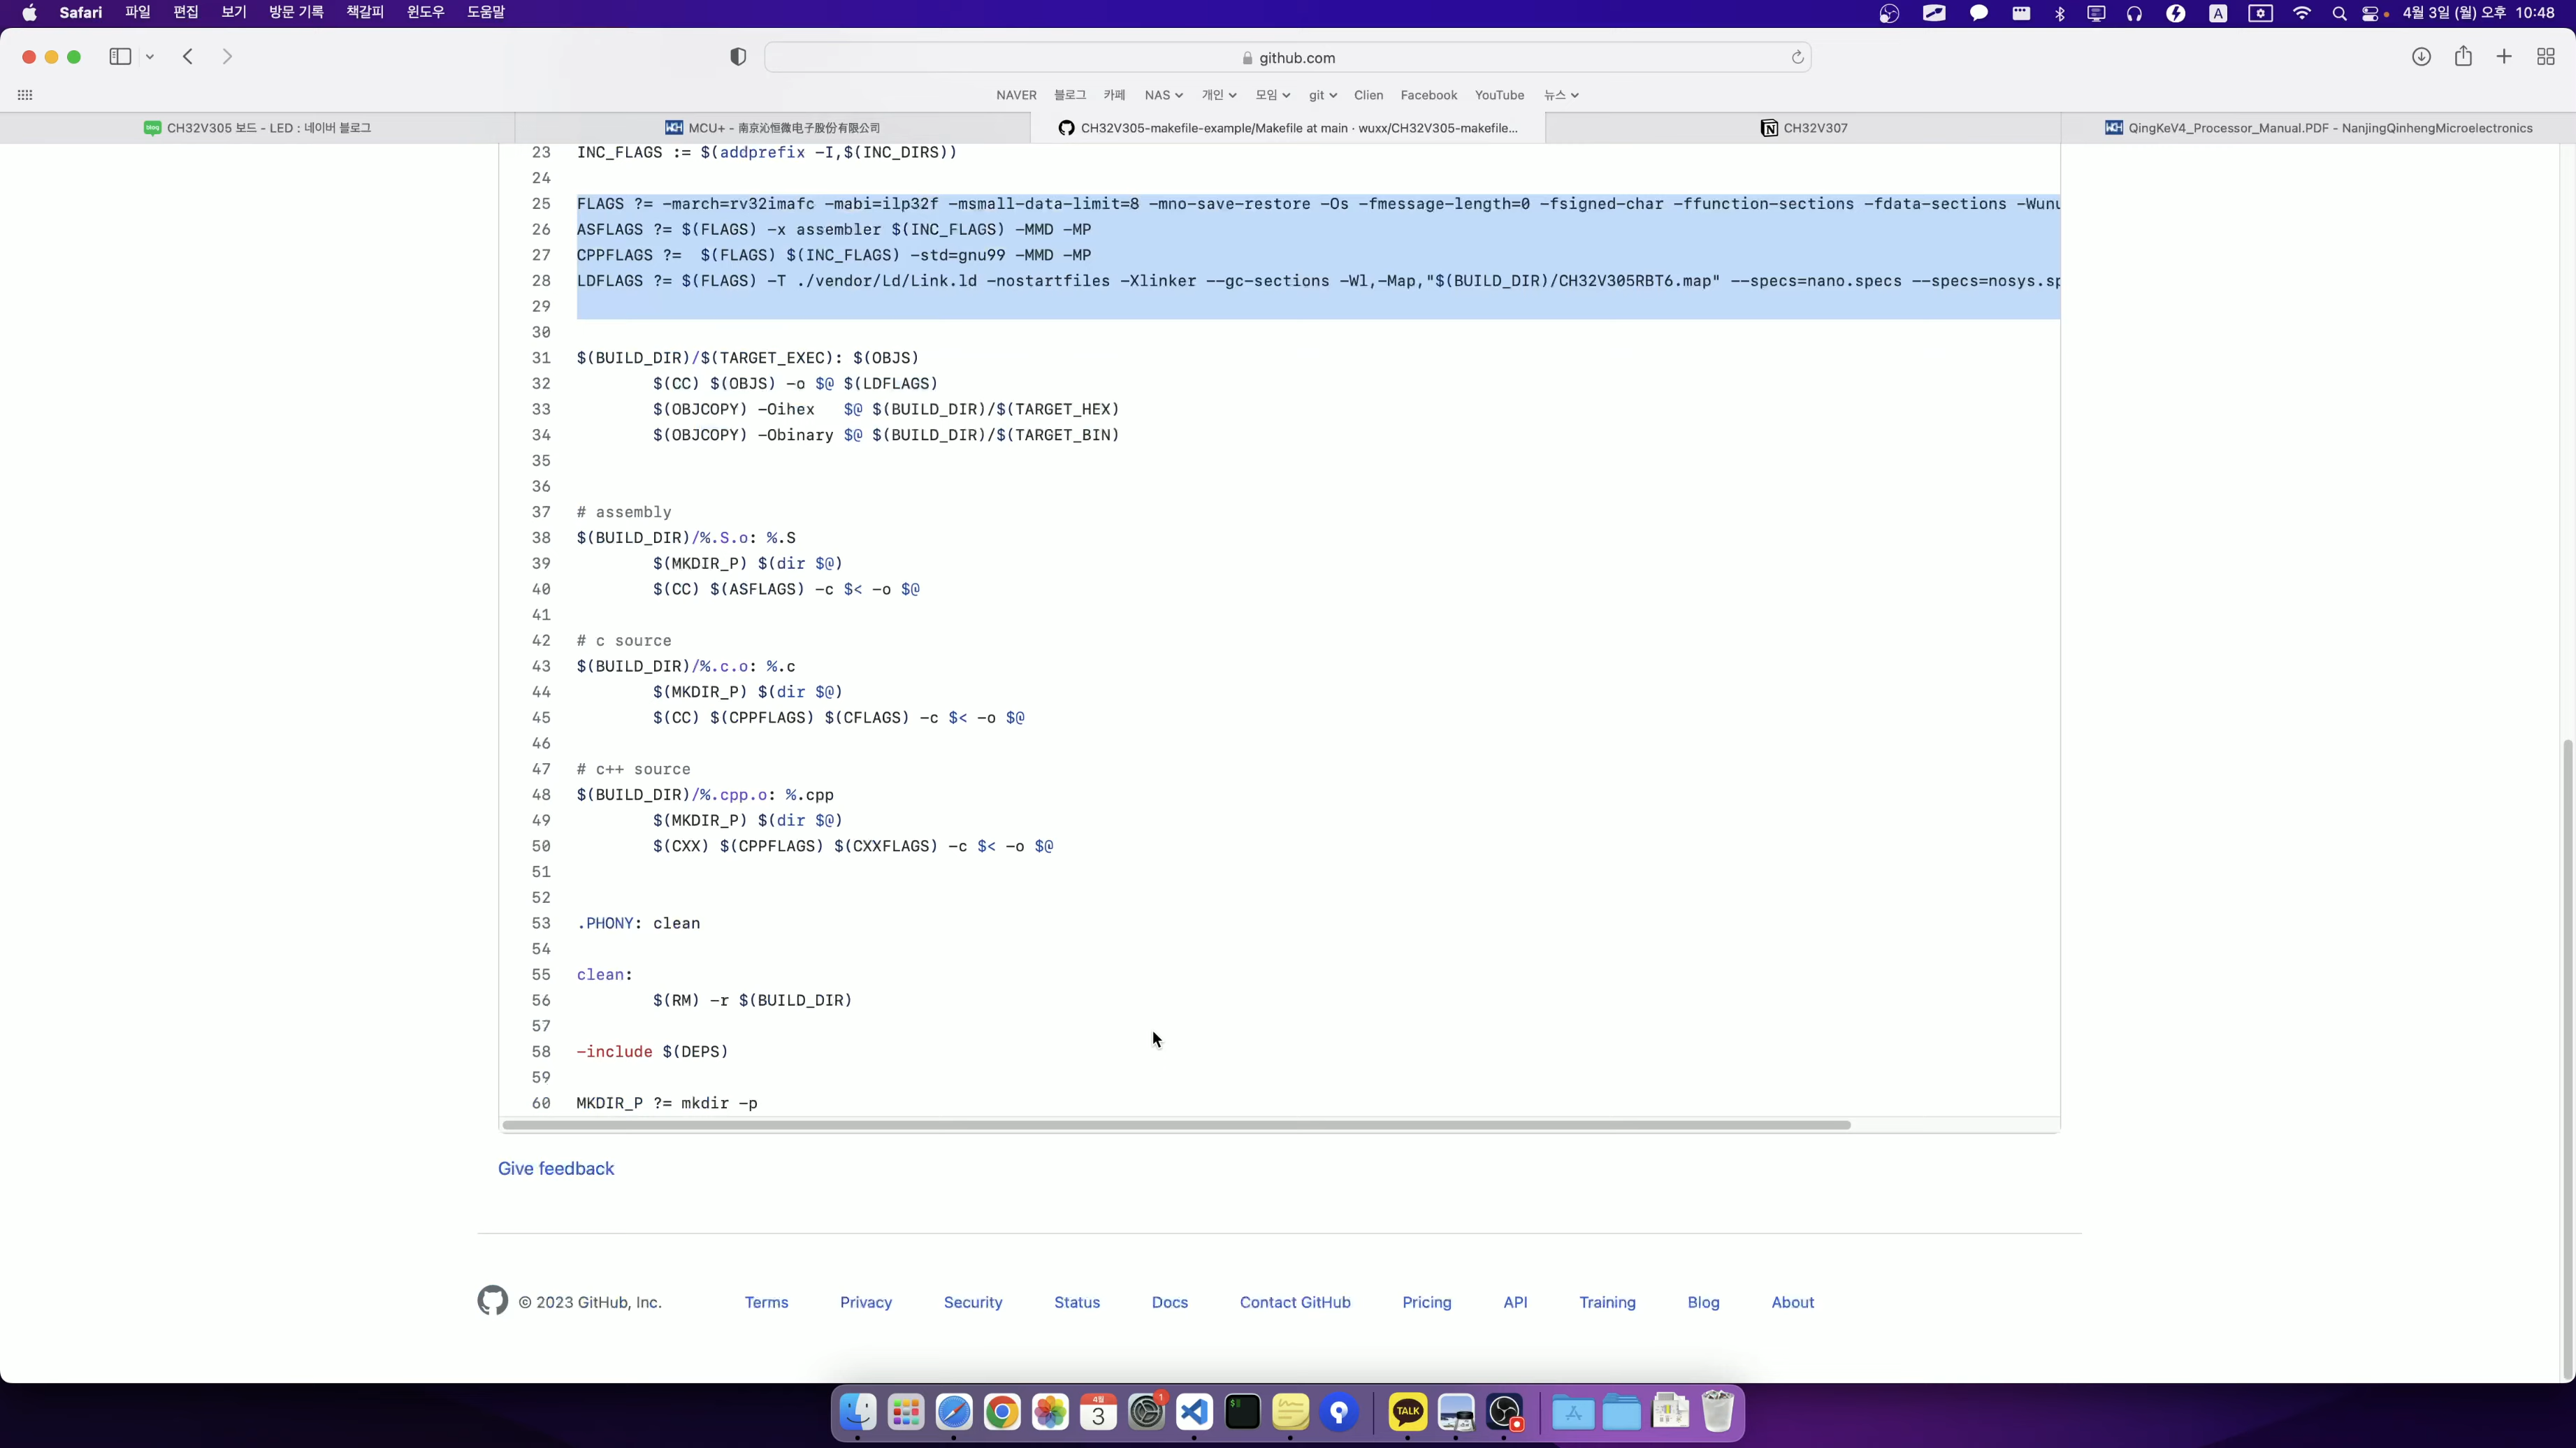 Safari 파일 편집 보기 방문 기록 책갈피 윈도우 도움말 A 4월 3일 (월) 오후 10:48
github.com
NAVER 블로그 카페 NAS 개인 모임 git Clien Facebook YouTube 뉴스
CH32V305 보드 - LED : 네이버 블로그 MCU+ - 南京沁恒微电子股份有限公司 CH32V305-makefile-example/Makefile at main · wuxx/CH32V305-makefile... CH32V307 QingKeV4_Processor_Manual.PDF - NanjingQinhengMicroelectronics
23 INC_FLAGS := $(addprefix -I,$(INC_DIRS))
24
25 FLAGS ?= -march=rv32imafc -mabi=ilp32f -msmall-data-limit=8 -mno-save-restore -Os -fmessage-length=0 -fsigned-char -ffunction-sections -fdata-sections -Wunu
26 ASFLAGS ?= $(FLAGS) -x assembler $(INC_FLAGS) -MMD -MP
27 CPPFLAGS ?=  $(FLAGS) $(INC_FLAGS) -std=gnu99 -MMD -MP
28 LDFLAGS ?= $(FLAGS) -T ./vendor/Ld/Link.ld -nostartfiles -Xlinker --gc-sections -Wl,-Map,"$(BUILD_DIR)/CH32V305RBT6.map" --specs=nano.specs --specs=nosys.sp
29
30
31 $(BUILD_DIR)/$(TARGET_EXEC): $(OBJS)
32 $(CC) $(OBJS) -o $@ $(LDFLAGS)
33 $(OBJCOPY) -Oihex   $@ $(BUILD_DIR)/$(TARGET_HEX)
34 $(OBJCOPY) -Obinary $@ $(BUILD_DIR)/$(TARGET_BIN)
35
36
37 # assembly
38 $(BUILD_DIR)/%.S.o: %.S
39 $(MKDIR_P) $(dir $@)
40 $(CC) $(ASFLAGS) -c $< -o $@
41
42 # c source
43 $(BUILD_DIR)/%.c.o: %.c
44 $(MKDIR_P) $(dir $@)
45 $(CC) $(CPPFLAGS) $(CFLAGS) -c $< -o $@
46
47 # c++ source
48 $(BUILD_DIR)/%.cpp.o: %.cpp
49 $(MKDIR_P) $(dir $@)
50 $(CXX) $(CPPFLAGS) $(CXXFLAGS) -c $< -o $@
51
52
53 .PHONY: clean
54
55 clean:
56 $(RM) -r $(BUILD_DIR)
57
58 -include $(DEPS)
59
60 MKDIR_P ?= mkdir -p
Give feedback
© 2023 GitHub, Inc. Terms Privacy Security Status Docs Contact GitHub Pricing API Training Blog About
4월 3 1 TALK